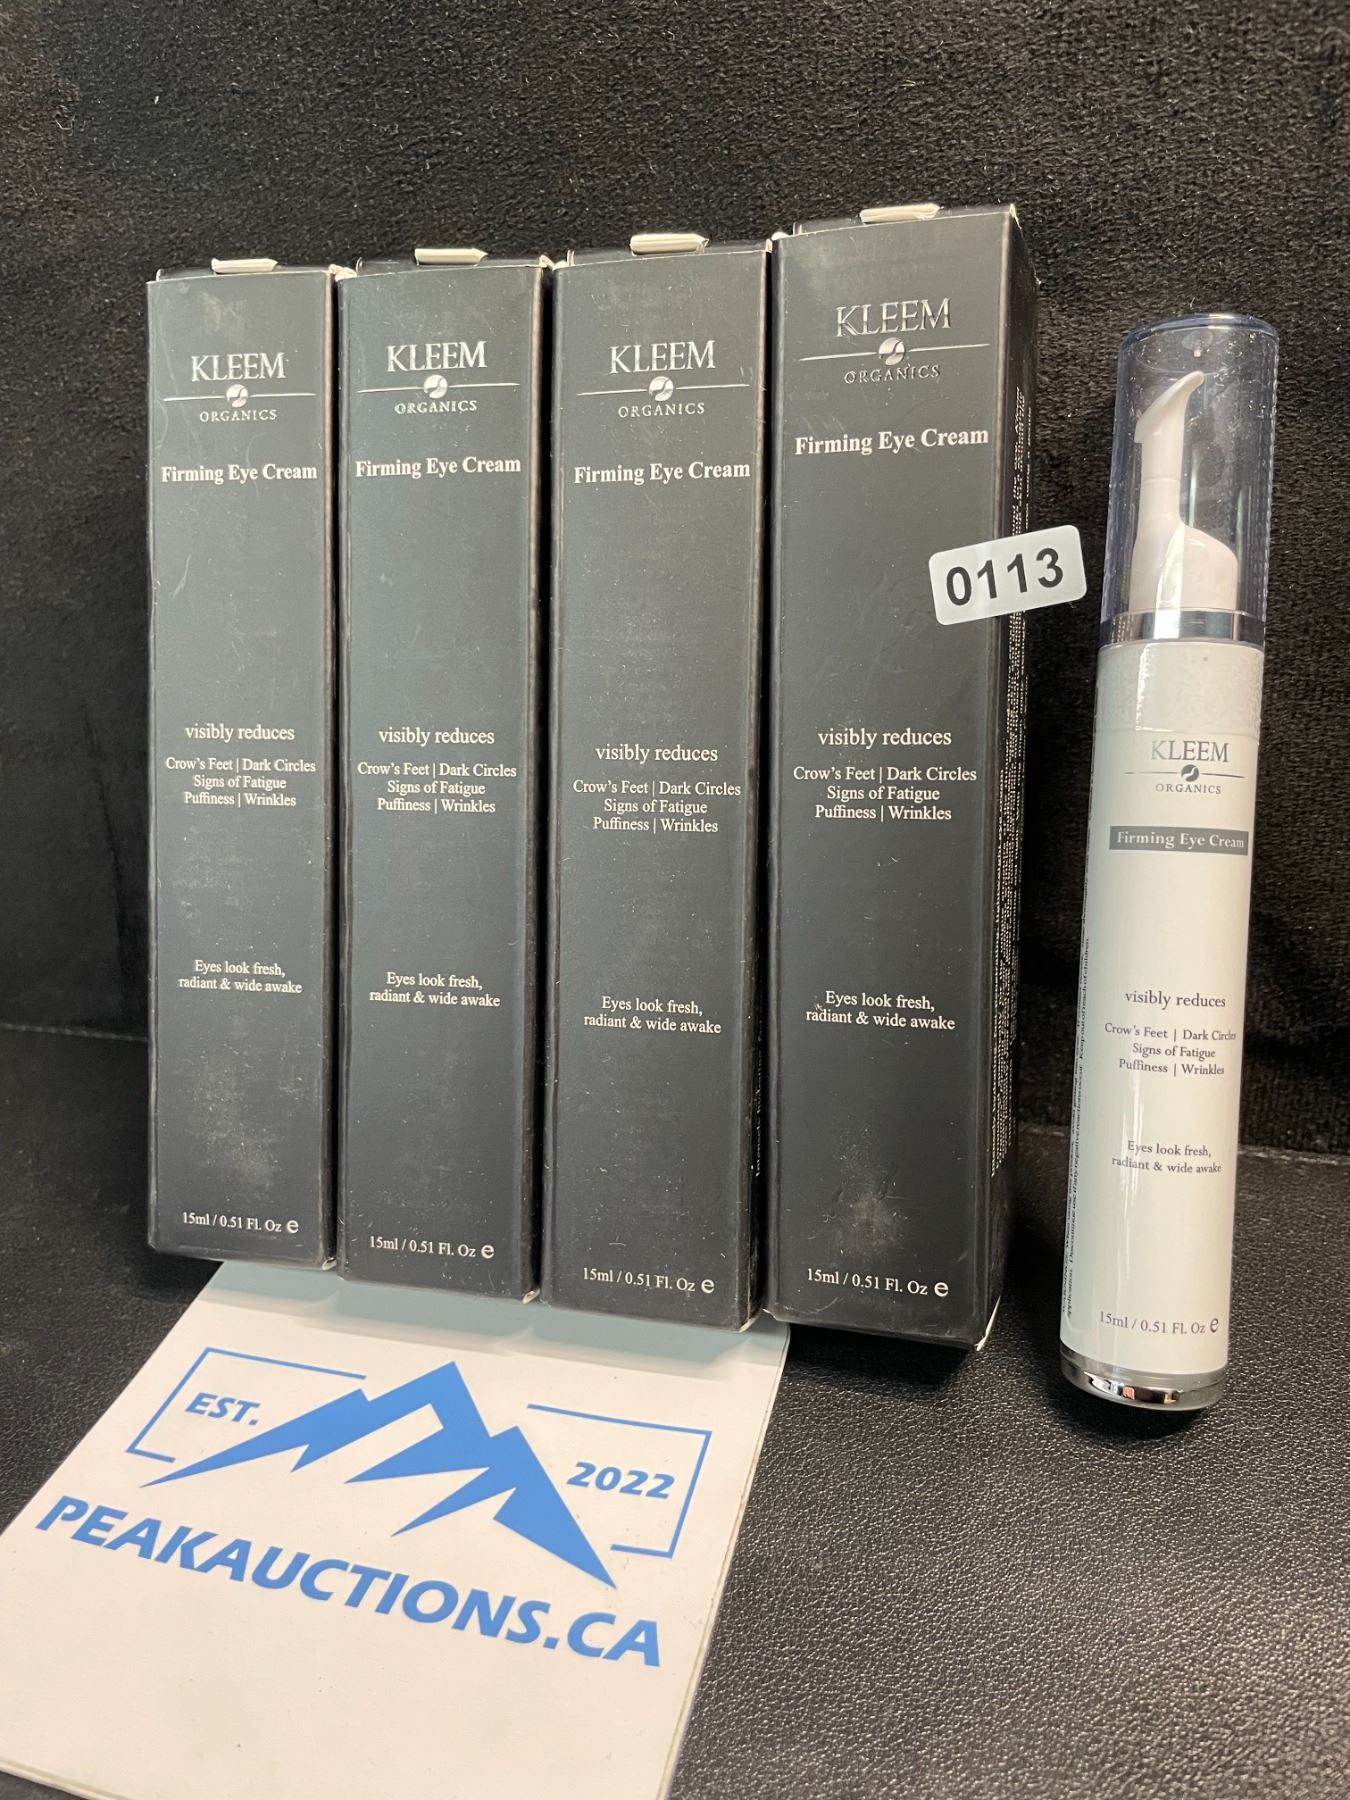 KLEEM
ORGANICS
Firming Eye Cream
visibly reduces
Crow's Feet | Dark Circles
Signs of Fatigue
Puffiness | Wrinkles
Eyes look fresh,
radiant & wide awake
15ml / 0.51 Fl. Oz e
KLEEM
ORGANICS
Firming Eye Cream
visibly reduces
Crow's Feet | Dark Circles
Signs of Fatigue
Puffiness | Wrinkles
Eyes look fresh,
radiant & wide awake
15ml / 0.51 Fl. Oz e
KLEEM
ORGANICS
Firming Eye Cream
visibly reduces
Crow's Feet | Dark Circles
Signs of Fatigue
Puffiness | Wrinkles
Eyes look fresh,
radiant & wide awake
15ml / 0.51 Fl. Oz e
KLEEM
ORGANICS
Firming Eye Cream
visibly reduces
Crow's Feet | Dark Circles
Signs of Fatigue
Puffiness | Wrinkles
Eyes look fresh,
radiant & wide awake
15ml / 0.51 Fl. Oz e
0113
KLEEM
ORGANICS
Firming Eye Cream
visibly reduces
Crow's Feet | Dark Circles
Signs of Fatigue
Puffiness | Wrinkles
Eyes look fresh,
radiant & wide awake
15ml / 0.51 Fl. Oz e
EST.
2022
PEAKAUCTIONS.CA